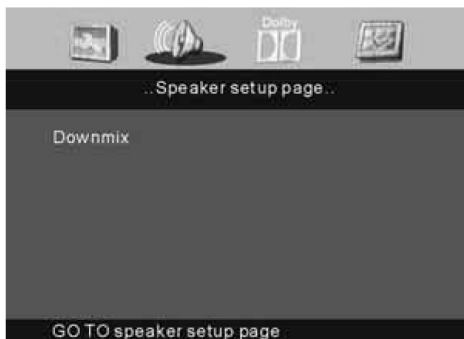 Dolby
..Speaker setup page..
Downmix
GO TO speaker setup page